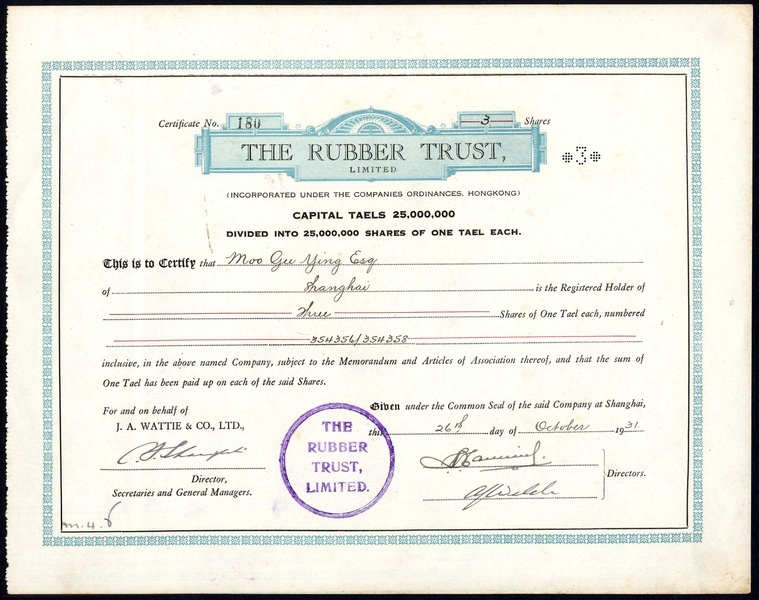 Certificate No. 180
3 Shares
THE RUBBER TRUST,
LIMITED
*3*
(INCORPORATED UNDER THE COMPANIES ORDINANCES, HONGKONG)
CAPITAL TAELS 25,000,000
DIVIDED INTO 25,000,000 SHARES OF ONE TAEL EACH.
This is to Certify that Moo Gee Ying Esq
of Shanghai is the Registered Holder of
Three Shares of One Tael each, numbered
354356/354358
inclusive, in the above named Company, subject to the Memorandum and Articles of Association thereof, and that the sum of
One Tael has been paid up on each of the said Shares.
Given under the Common Seal of the said Company at Shanghai,
this 26th day of October 1931.
For and on behalf of
J. A. WATTIE & CO., LTD.,
Director,
Secretaries and General Managers.
THE
RUBBER
TRUST,
LIMITED.
Directors.